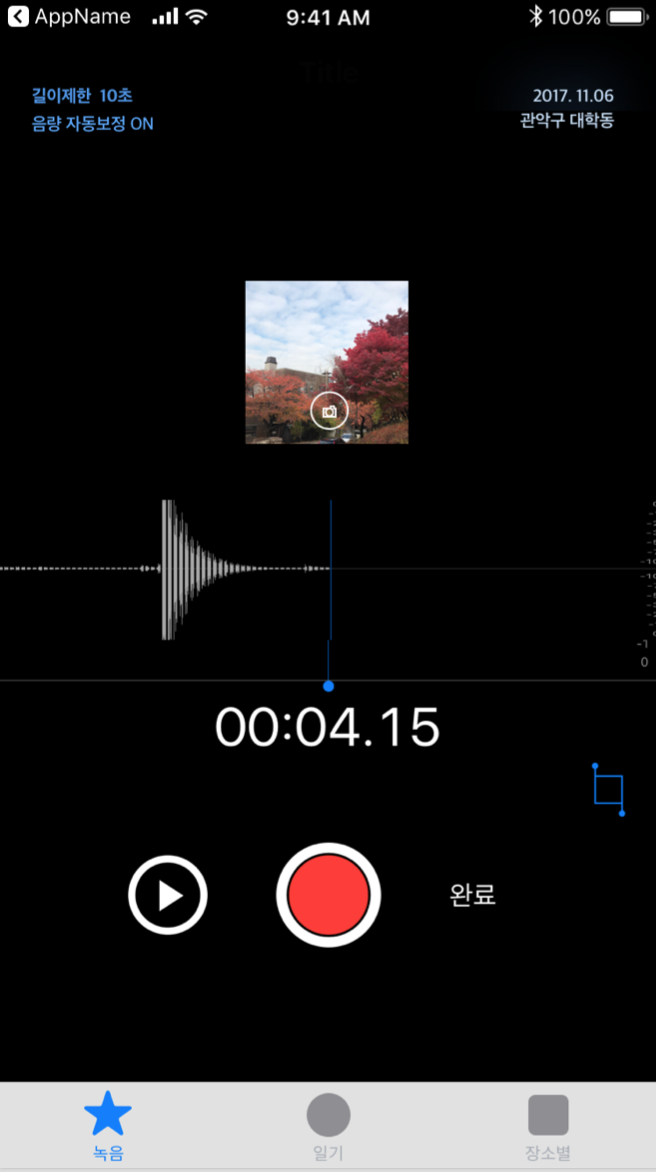 AppName
9:41 AM
100%
Title
길이제한 10초
음량 자동보정 ON
2017. 11.06
관악구 대학동
-1
0
00:04.15
완료
녹음
일기
장소별